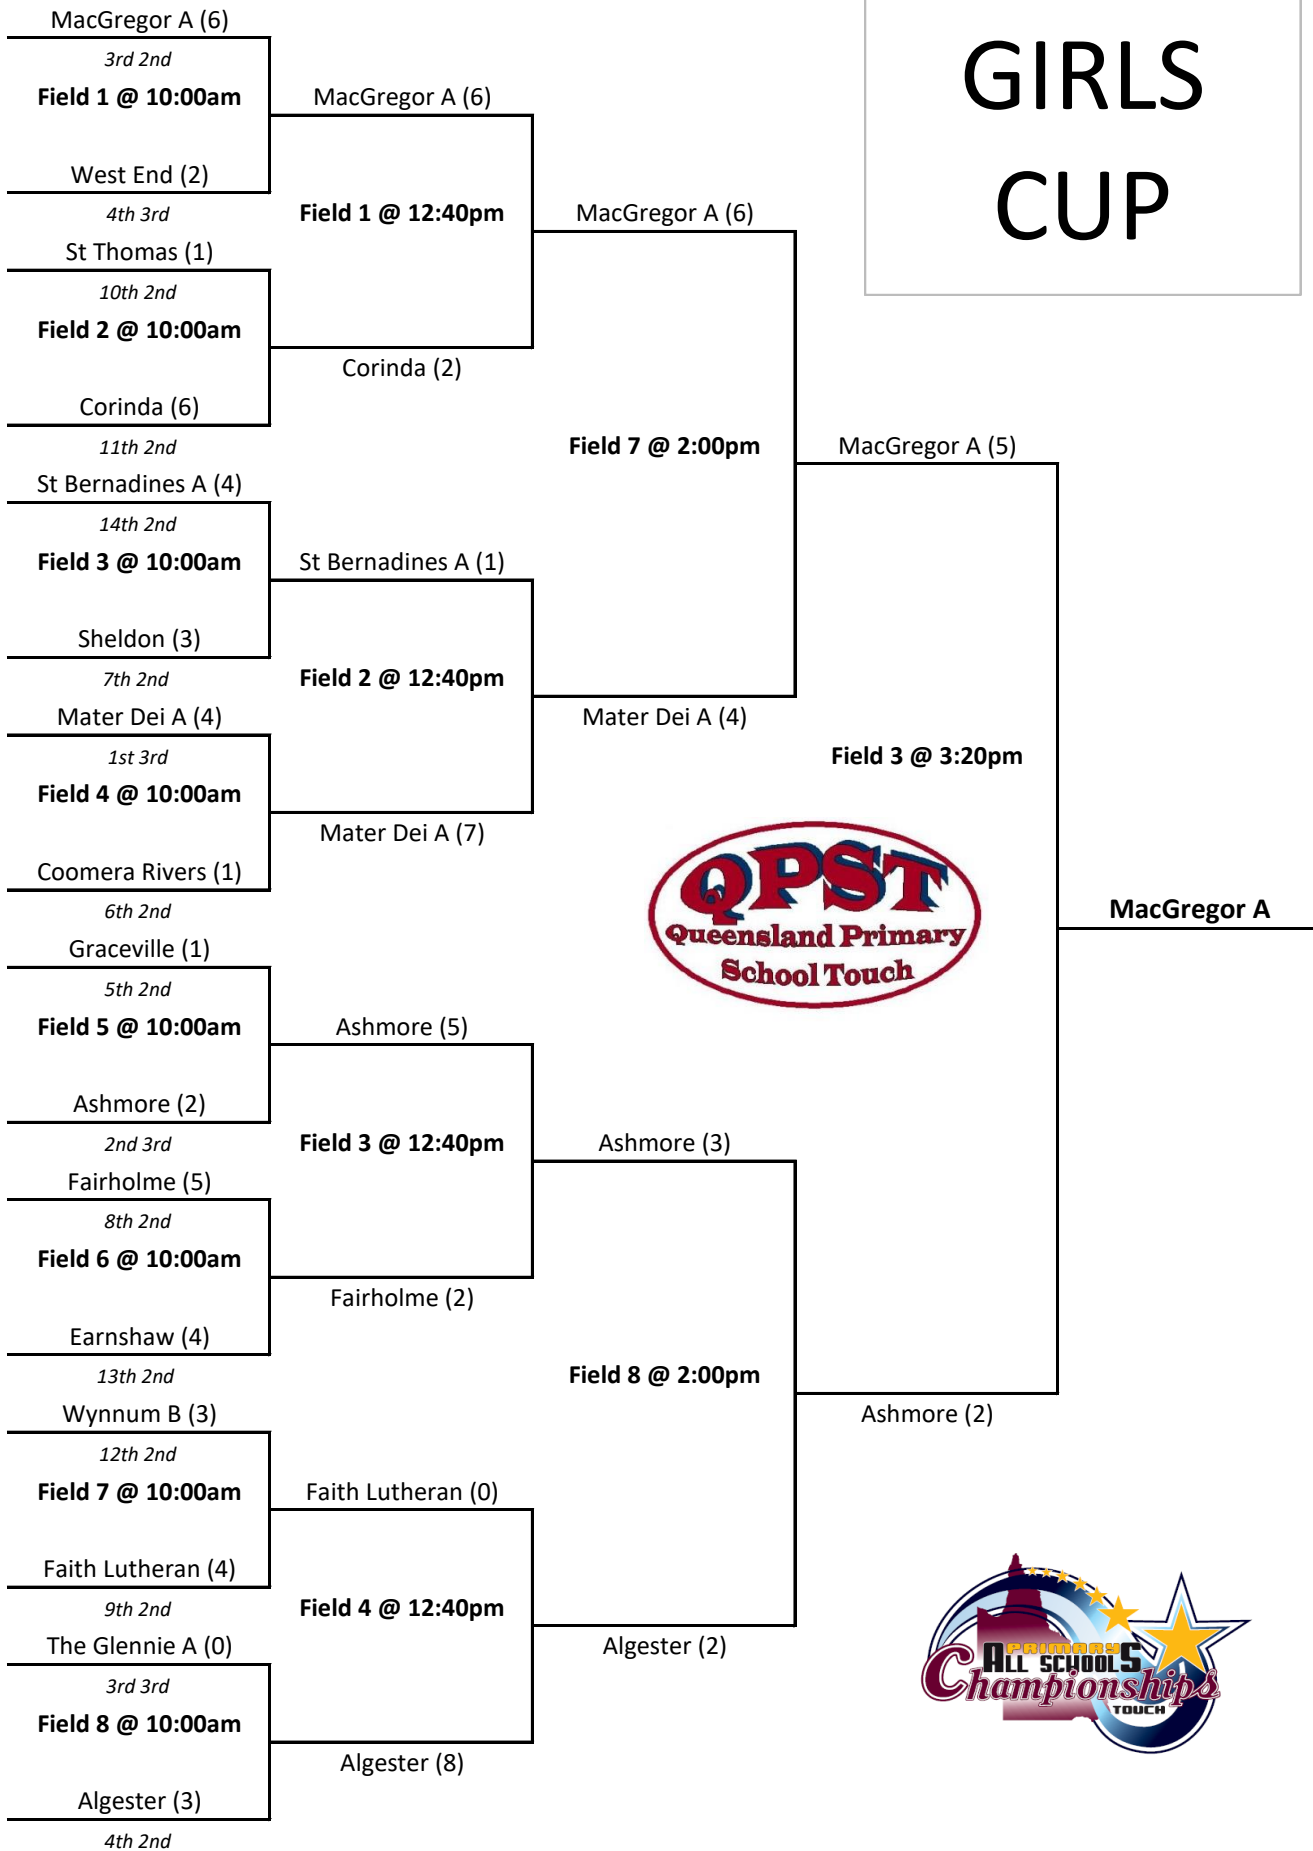 MacGregor A (6)
3rd 2nd
Field 1 @ 10:00am
West End (2)
4th 3rd
St Thomas (1)
10th 2nd
Field 2 @ 10:00am
Corinda (6)
11th 2nd
St Bernadines A (4)
14th 2nd
Field 3 @ 10:00am
Sheldon (3)
7th 2nd
Mater Dei A (4)
1st 3rd
Field 4 @ 10:00am
Coomera Rivers (1)
6th 2nd
Graceville (1)
5th 2nd
Field 5 @ 10:00am
Ashmore (2)
2nd 3rd
Fairholme (5)
8th 2nd
Field 6 @ 10:00am
Earnshaw (4)
13th 2nd
Wynnum B (3)
12th 2nd
Field 7 @ 10:00am
Faith Lutheran (4)
9th 2nd
The Glennie A (0)
3rd 3rd
Field 8 @ 10:00am
Algester (3)
4th 2nd
MacGregor A (6)
Field 1 @ 12:40pm
Corinda (2)
St Bernadines A (1)
Field 2 @ 12:40pm
Mater Dei A (7)
Ashmore (5)
Field 3 @ 12:40pm
Fairholme (2)
Faith Lutheran (0)
Field 4 @ 12:40pm
Algester (8)
MacGregor A (6)
Field 7 @ 2:00pm
Mater Dei A (4)
Ashmore (3)
Field 8 @ 2:00pm
Algester (2)
MacGregor A (5)
Field 3 @ 3:20pm
Ashmore (2)
MacGregor A
GIRLS
CUP
QPST
Queensland Primary
School Touch
PRIMARY
ALL SCHOOLS
Championships
TOUCH